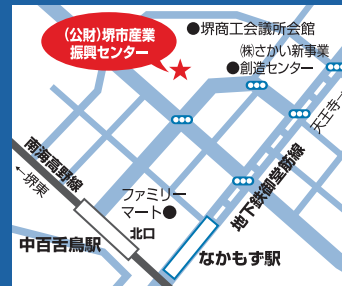 (公財)堺市産業
振興センター
●堺商工会議所会館
㈱さかい新事業
●創造センター
天王寺→
地下鉄御堂筋線
南海高野線
←堺東
ファミリー
マート●
北口
中百舌鳥駅
なかもず駅